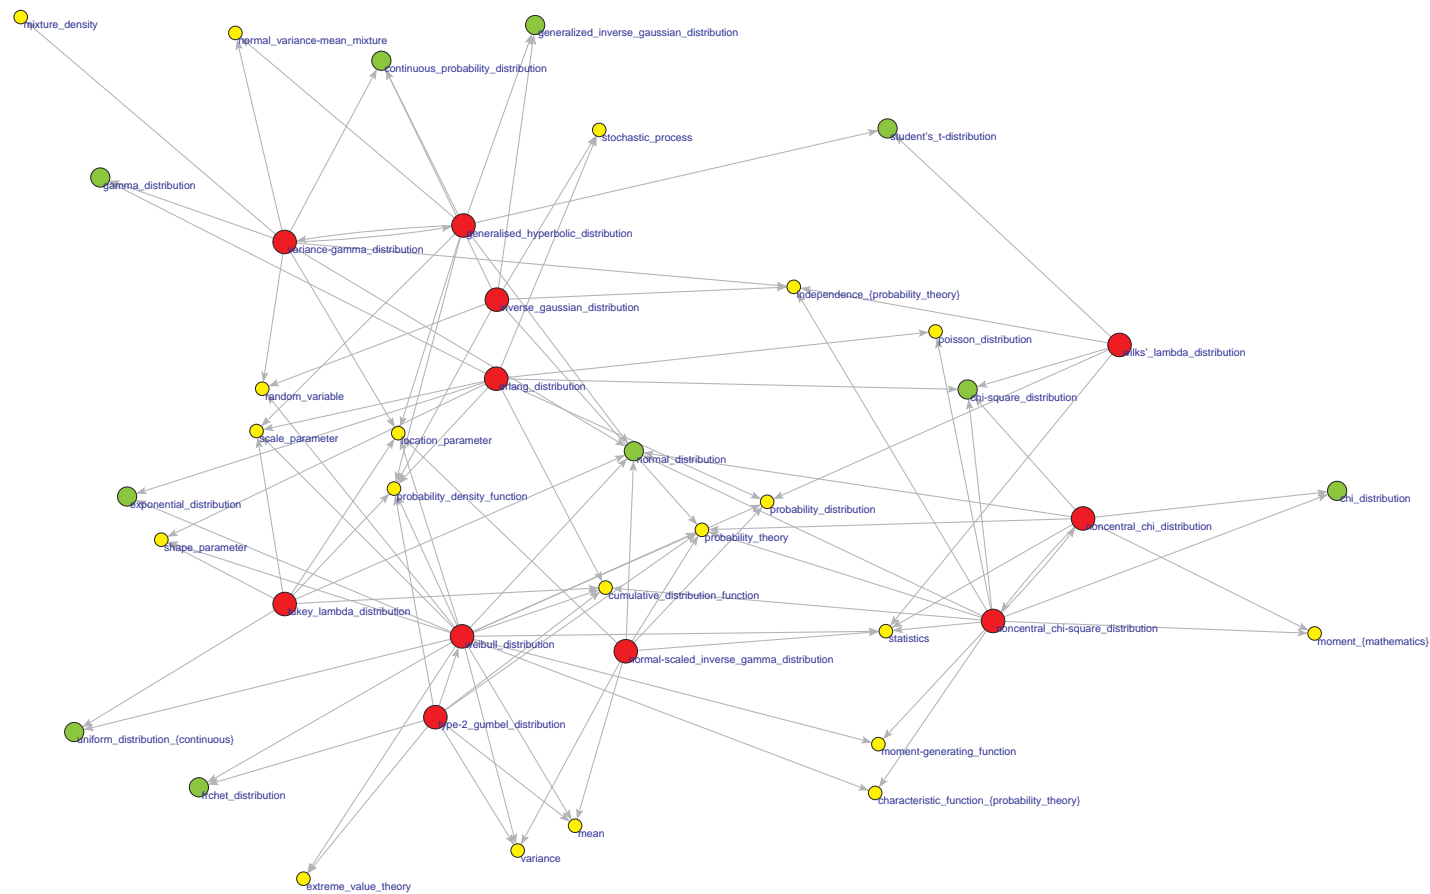 mixture_density
normal_variance-mean_mixture
generalized_inverse_gaussian_distribution
continuous_probability_distribution
stochastic_process
student's_t-distribution
gamma_distribution
generalised_hyperbolic_distribution
variance-gamma_distribution
independence_{probability_theory}
inverse_gaussian_distribution
poisson_distribution
wilks'_lambda_distribution
erlang_distribution
random_variable
chi-square_distribution
scale_parameter
location_parameter
normal_distribution
probability_density_function
chi_distribution
exponential_distribution
probability_distribution
noncentral_chi_distribution
probability_theory
shape_parameter
cumulative_distribution_function
tukey_lambda_distribution
noncentral_chi-square_distribution
statistics
moment_{mathematics}
weibull_distribution
normal-scaled_inverse_gamma_distribution
type-2_gumbel_distribution
uniform_distribution_{continuous}
moment-generating_function
frchet_distribution
characteristic_function_{probability_theory}
mean
variance
extreme_value_theory